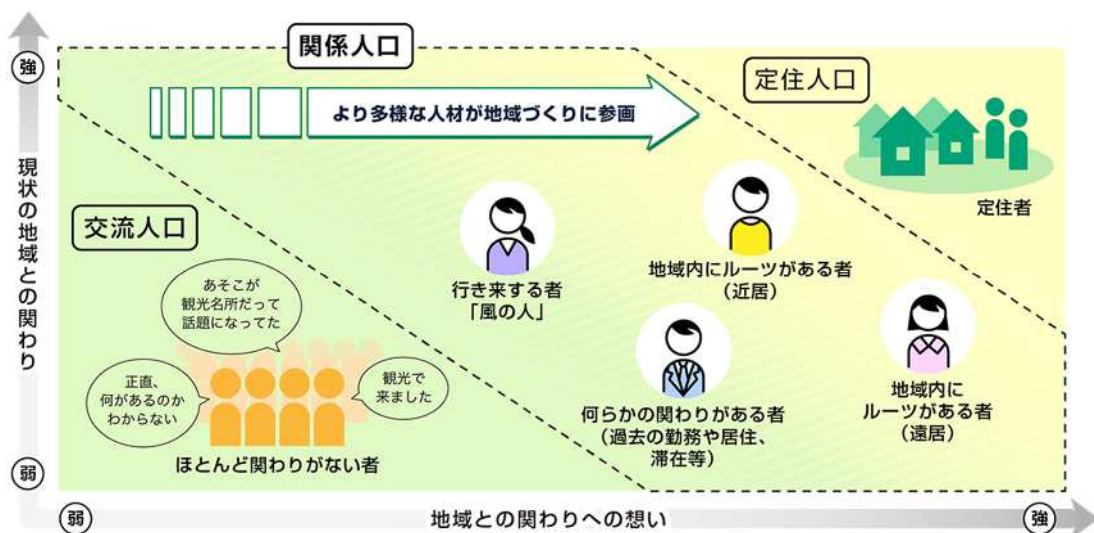 関係人口
強
定住人口
より多様な人材が地域づくりに参画
現状の地域との関わり
定住者
交流人口
地域内にルーツがある者
（近居）
行き来する者
「風の人」
あそこが
観光名所だって
話題になってた
正直、
何があるのか
わからない
観光で
来ました
ほとんど関わりがない者
何らかの関わりがある者
（過去の勤務や居住、
滞在等）
地域内に
ルーツがある者
（遠居）
弱
弱
地域との関わりへの想い
強